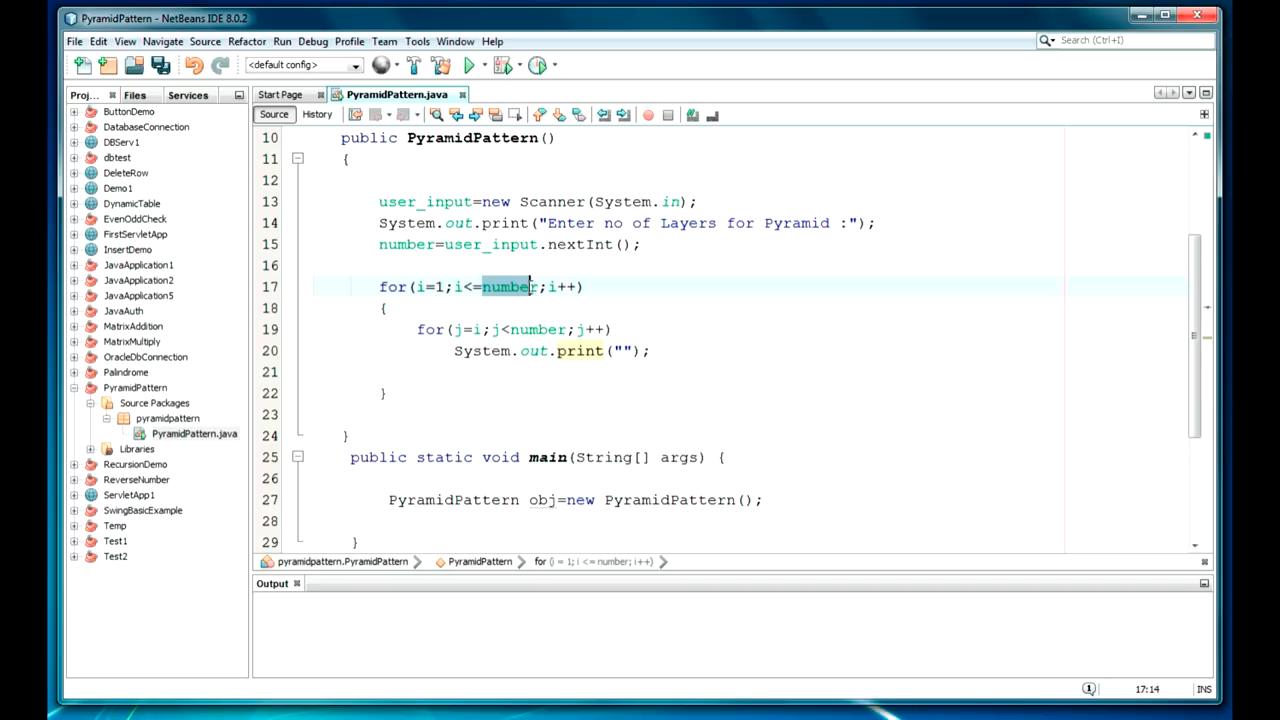 PyramidPattern - NetBeans IDE 8.0.2
File Edit View Navigate Source Refactor Run Debug Profile Team Tools Window Help
Search (Ctrl+I)
<default config>
Proj... Files Services
Start Page PyramidPattern.java
Source History
ButtonDemo
DatabaseConnection
DBServ1
dbtest
DeleteRow
Demo1
DynamicTable
EvenOddCheck
FirstServletApp
InsertDemo
JavaApplication1
JavaApplication2
JavaApplication5
JavaAuth
MatrixAddition
MatrixMultiply
OracleDbConnection
Palindrome
PyramidPattern
Source Packages
pyramidpattern
PyramidPattern.java
Libraries
RecursionDemo
ReverseNumber
ServletApp1
SwingBasicExample
Temp
Test1
Test2
10 public PyramidPattern()
11 {
12
13 user_input=new Scanner(System.in);
14 System.out.print("Enter no of Layers for Pyramid :");
15 number=user_input.nextInt();
16
17 for(i=1;i<=number;i++)
18 {
19 for(j=i;j<number;j++)
20 System.out.print("");
21
22 }
23
24 }
25 public static void main(String[] args) {
26
27 PyramidPattern obj=new PyramidPattern();
28
29 }
pyramidpattern.PyramidPattern PyramidPattern for (i = 1; i <= number; i++)
Output
1 17:14 INS